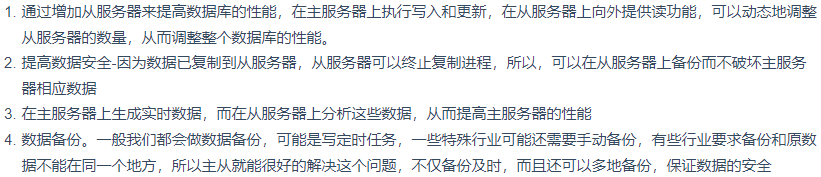 1. 通过增加从服务器来提高数据库的性能，在主服务器上执行写入和更新，在从服务器上向外提供读功能，可以动态地调整
从服务器的数量，从而调整整个数据库的性能。
2. 提高数据安全-因为数据已复制到从服务器，从服务器可以终止复制进程，所以，可以在从服务器上备份而不破坏主服务
器相应数据
3. 在主服务器上生成实时数据，而在从服务器上分析这些数据，从而提高主服务器的性能
4. 数据备份。一般我们都会做数据备份，可能是写定时任务，一些特殊行业可能还需要手动备份，有些行业要求备份和原数
据不能在同一个地方，所以主从就能很好的解决这个问题，不仅备份及时，而且还可以多地备份，保证数据的安全